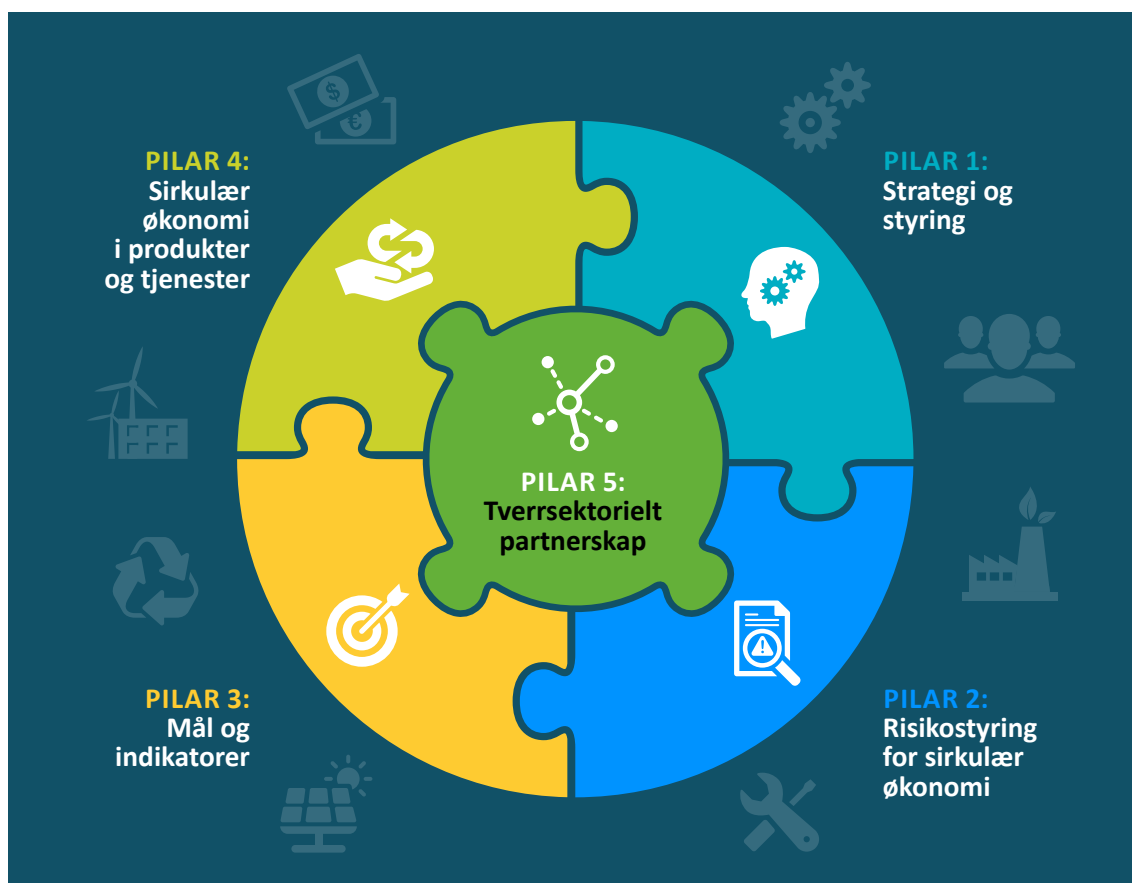 PILAR 4:
Sirkulær
økonomi
i produkter
og tjenester
PILAR 1:
Strategi og
styring
PILAR 5:
Tverrsektorielt
partnerskap
PILAR 3:
Mål og
indikatorer
PILAR 2:
Risikostyring
for sirkulær
økonomi
$
€